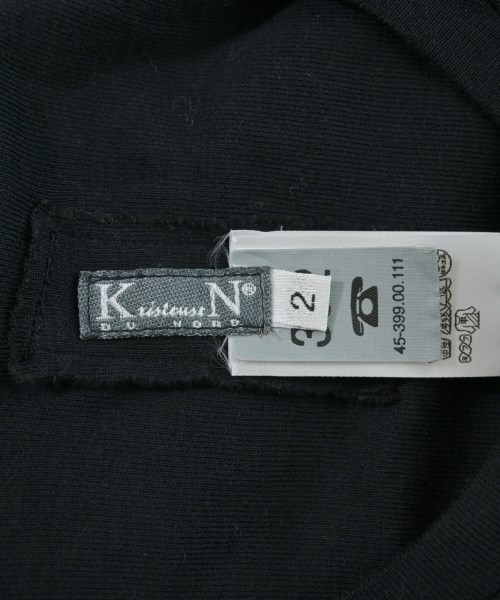 Kristensen
DU NORD
®
2
45-399.00.111